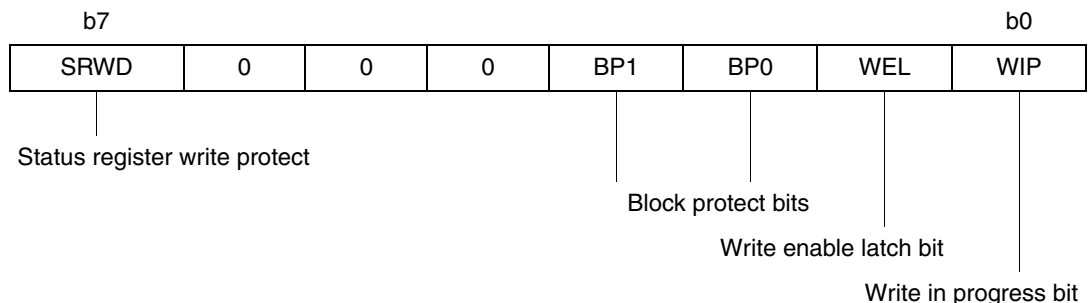 b7 b0
SRWD 0 0 0 BP1 BP0 WEL WIP
Status register write protect
Block protect bits
Write enable latch bit
Write in progress bit